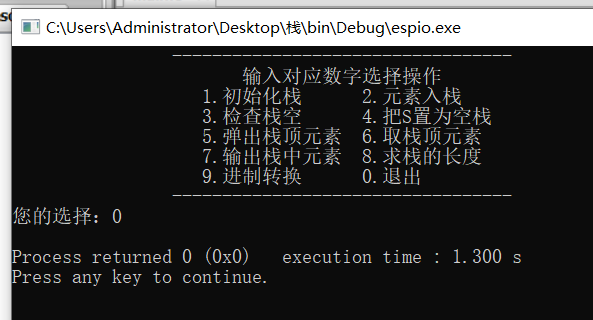 C:\Users\Administrator\Desktop\栈\bin\Debug\espio.exe
----------------------------------
输入对应数字选择操作
1.初始化栈 2.元素入栈
3.检查栈空 4.把S置为空栈
5.弹出栈顶元素 6.取栈顶元素
7.输出栈中元素 8.求栈的长度
9.进制转换 0.退出
----------------------------------
您的选择：0
Process returned 0 (0x0) execution time : 1.300 s
Press any key to continue.